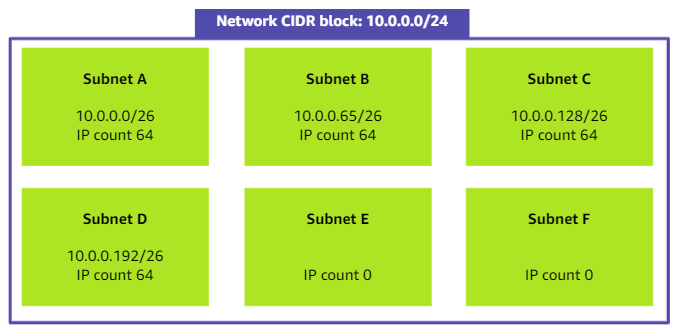 Network CIDR block: 10.0.0.0/24
Subnet A
10.0.0.0/26
IP count 64
Subnet B
10.0.0.65/26
IP count 64
Subnet C
10.0.0.128/26
IP count 64
Subnet D
10.0.0.192/26
IP count 64
Subnet E
IP count 0
Subnet F
IP count 0